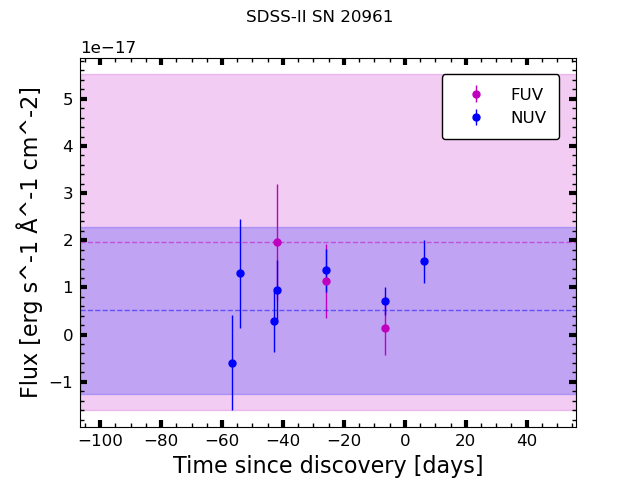 SDSS-II SN 20961
1e−17
FUV
NUV
5
4
3
2
1
0
−1
Flux [erg s^-1 Å^-1 cm^-2]
−100 −80 −60 −40 −20 0 20 40
Time since discovery [days]